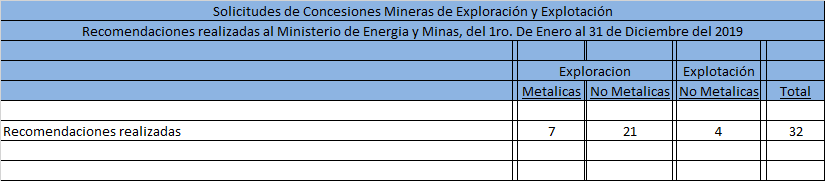 Solicitudes de Concesiones Mineras de Exploración y Explotación
Recomendaciones realizadas al Ministerio de Energia y Minas, del 1ro. De Enero al 31 de Diciembre del 2019
Exploracion Explotación
Metalicas No Metalicas No Metalicas Total
Recomendaciones realizadas 7 21 4 32